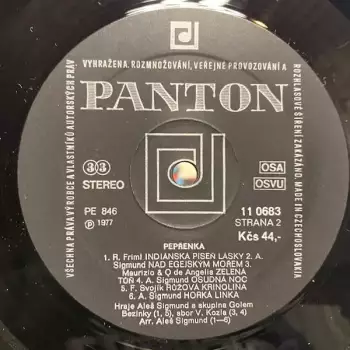 VYHRAŽENA. ROZMNOŽOVÁNÍ, VEŘEJNÉ PROVOZOVÁNÍ A
ROZHLASOVÉ ŠÍŘENÍ ZAKÁZÁNO. MADE IN CZECHOSLOVAKIA
VŠECHNA PRÁVA VÝROBCE A VLASTNÍKŮ AUTORSKÝCH PRÁV
PANTON
33
STEREO
OSA
OSVU
PE 846
Ⓟ 1977
11 0683
STRANA 2
Kčs 44,-
PEPRENKA
1. R. Friml INDIÁNSKÁ PÍSEŇ LÁSKY 2. A.
Sigmund NAD EGEJSKÝM MOŘEM 3.
Maurizio & O de Angelis ZELENÁ
TŮŇ 4. A. Sigmund OSUDNÁ NOC
5. F. Svojík RŮŽOVÁ KRINOLÍNA
6. A. Sigmund HORKÁ LINKA
Hraje Aleš Sigmund a skupina Golem
Bezinky (1, 5), sbor V. Kozla (3, 4)
Arr. Aleš Sigmund (1—6)